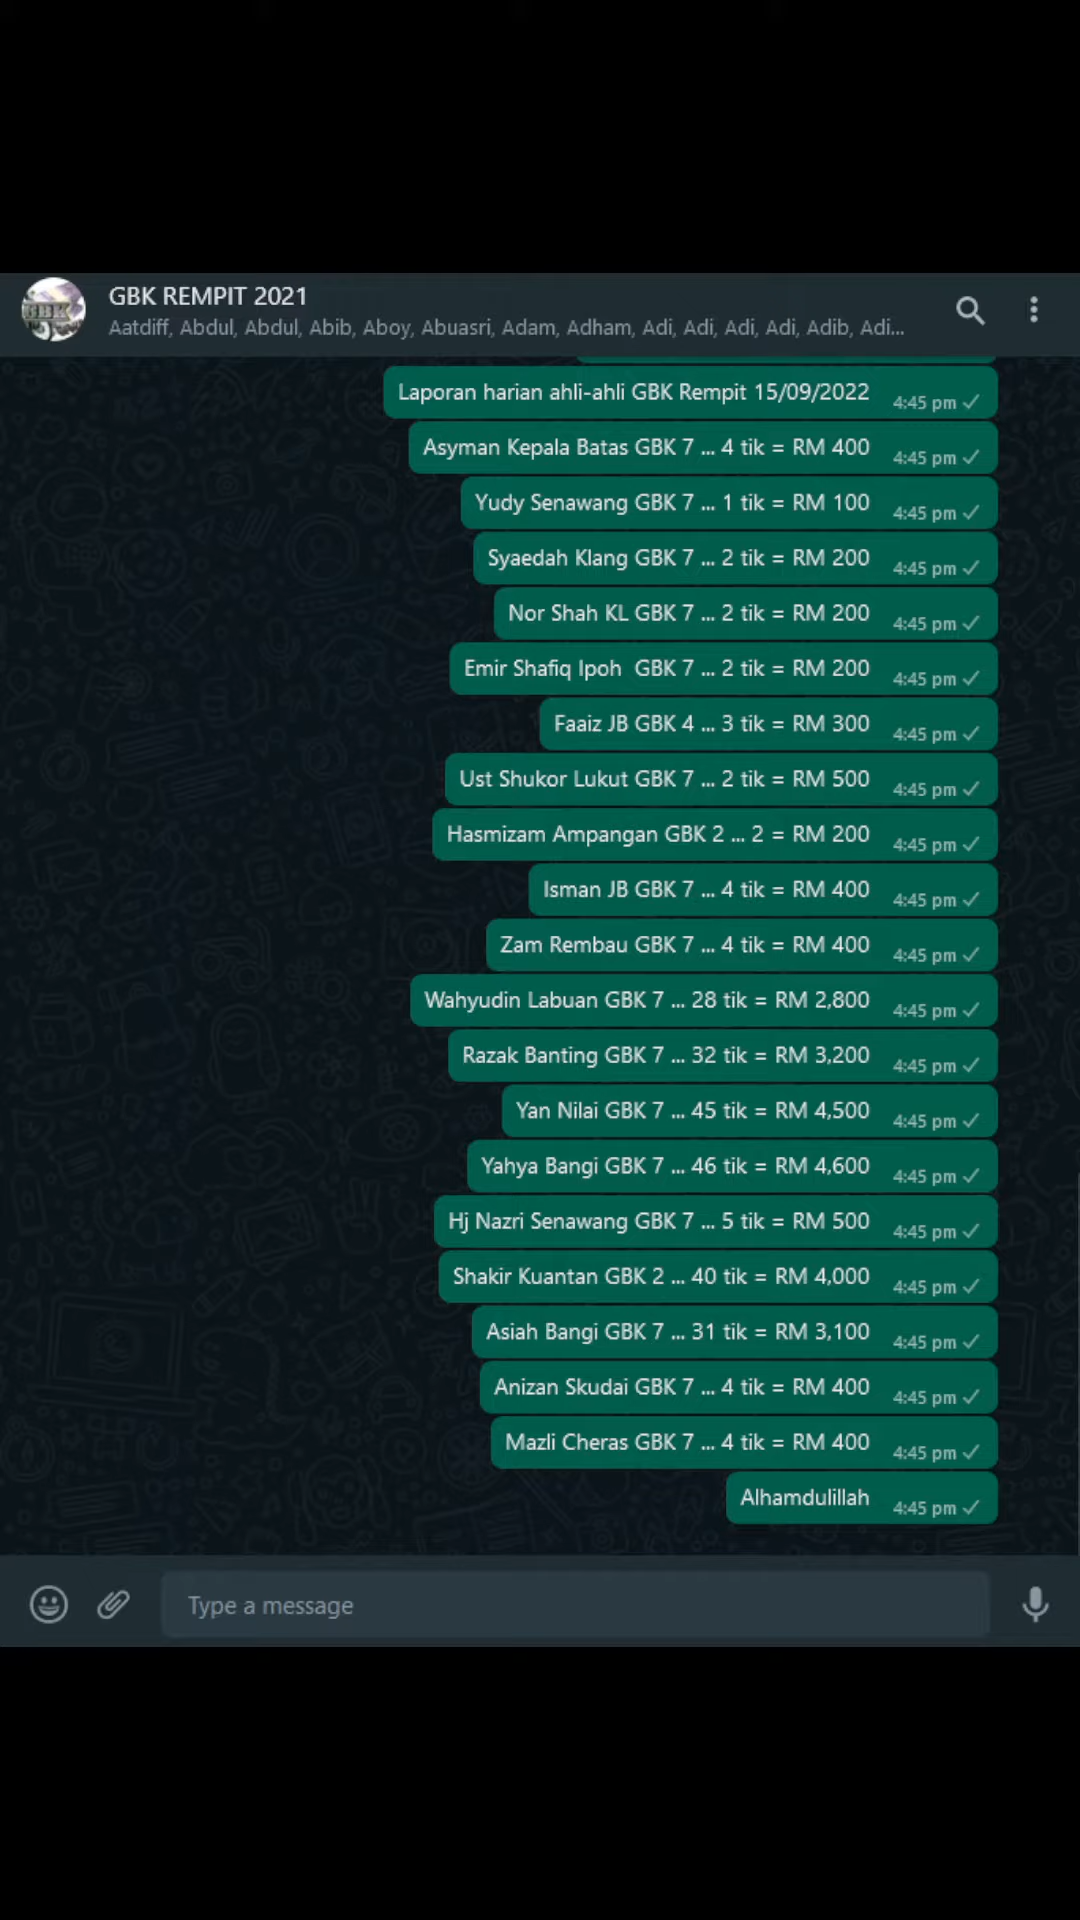 GBK REMPIT 2021
Aatdiff, Abdul, Abdul, Abib, Aboy, Abuasri, Adam, Adham, Adi, Adi, Adi, Adi, Adib, Adi...
Laporan harian ahli-ahli GBK Rempit 15/09/2022 4:45 pm
Asyman Kepala Batas GBK 7 ... 4 tik = RM 400 4:45 pm
Yudy Senawang GBK 7 ... 1 tik = RM 100 4:45 pm
Syaedah Klang GBK 7 ... 2 tik = RM 200 4:45 pm
Nor Shah KL GBK 7 ... 2 tik = RM 200 4:45 pm
Emir Shafiq Ipoh  GBK 7 ... 2 tik = RM 200 4:45 pm
Faaiz JB GBK 4 ... 3 tik = RM 300 4:45 pm
Ust Shukor Lukut GBK 7 ... 2 tik = RM 500 4:45 pm
Hasmizam Ampangan GBK 2 ... 2 = RM 200 4:45 pm
Isman JB GBK 7 ... 4 tik = RM 400 4:45 pm
Zam Rembau GBK 7 ... 4 tik = RM 400 4:45 pm
Wahyudin Labuan GBK 7 ... 28 tik = RM 2,800 4:45 pm
Razak Banting GBK 7 ... 32 tik = RM 3,200 4:45 pm
Yan Nilai GBK 7 ... 45 tik = RM 4,500 4:45 pm
Yahya Bangi GBK 7 ... 46 tik = RM 4,600 4:45 pm
Hj Nazri Senawang GBK 7 ... 5 tik = RM 500 4:45 pm
Shakir Kuantan GBK 2 ... 40 tik = RM 4,000 4:45 pm
Asiah Bangi GBK 7 ... 31 tik = RM 3,100 4:45 pm
Anizan Skudai GBK 7 ... 4 tik = RM 400 4:45 pm
Mazli Cheras GBK 7 ... 4 tik = RM 400 4:45 pm
Alhamdulillah 4:45 pm
Type a message